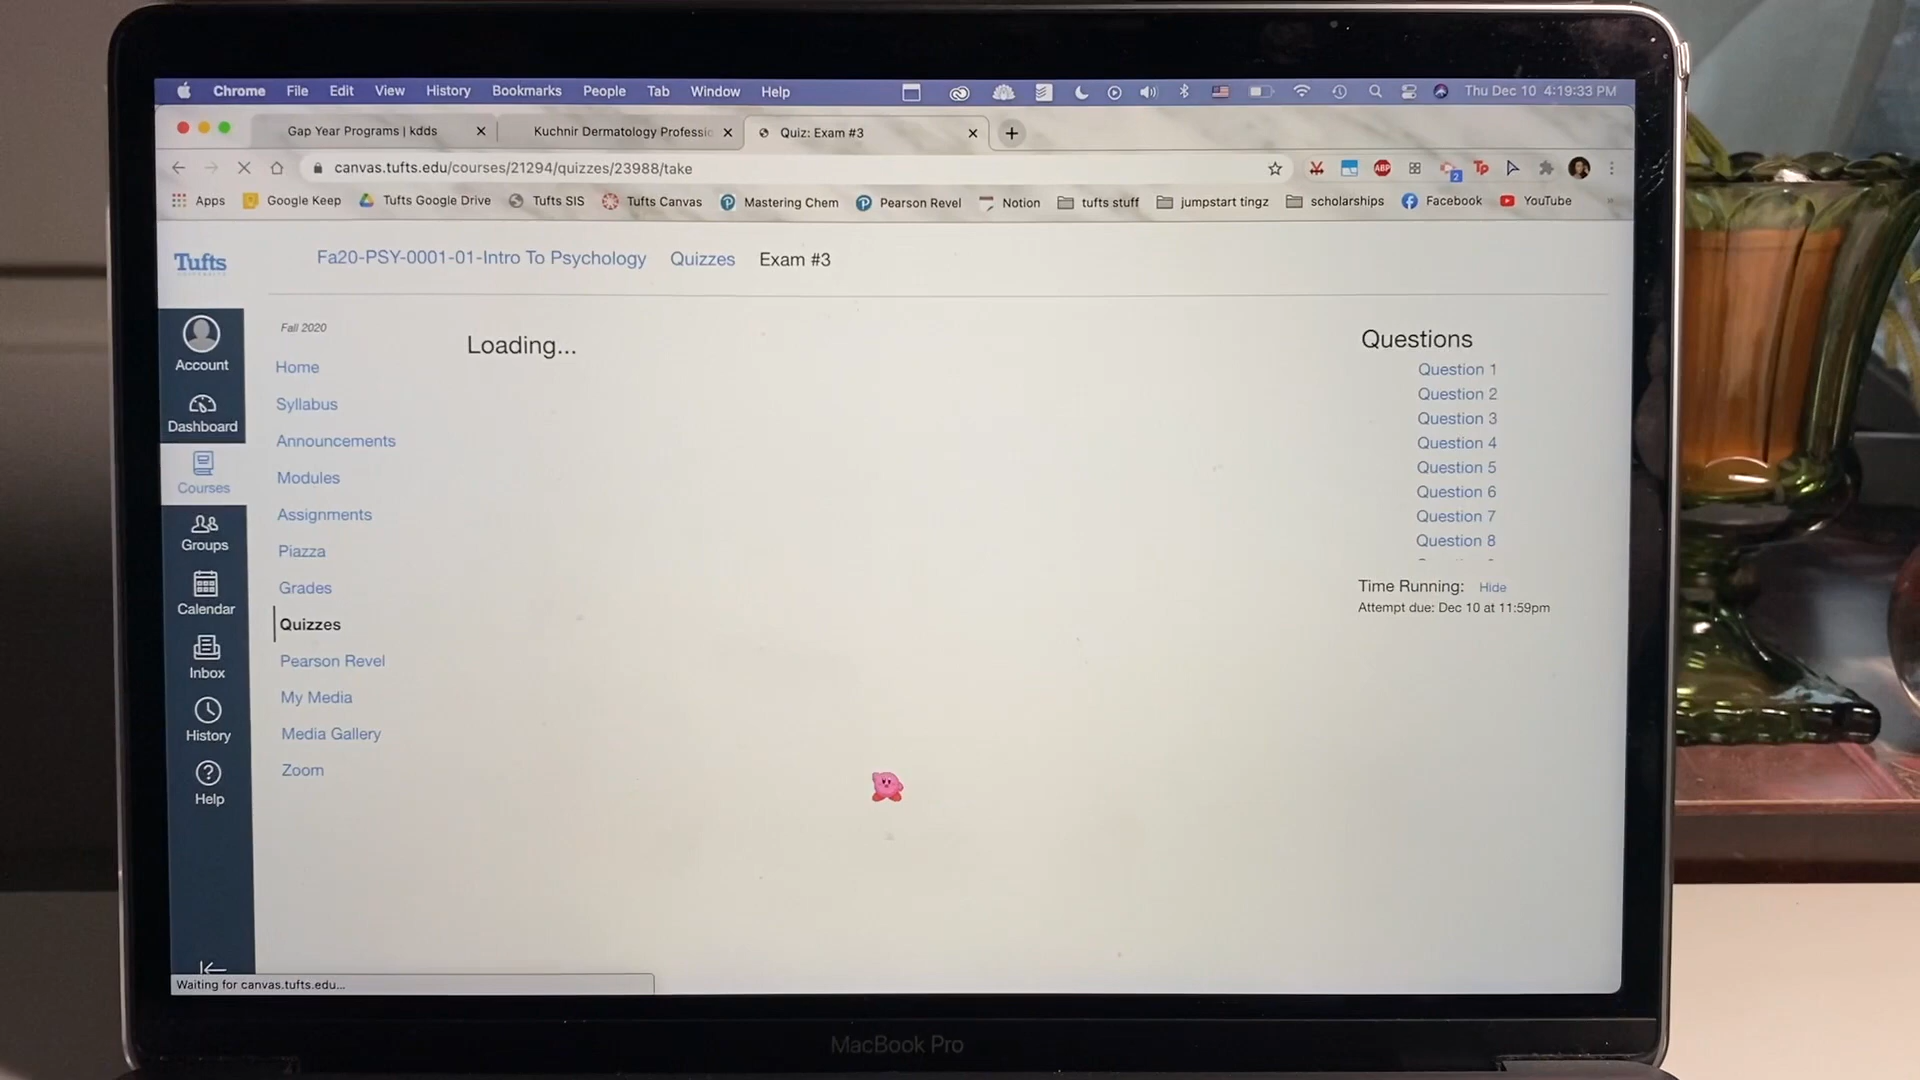 Chrome File Edit View History Bookmarks People Tab Window Help Thu Dec 10 4:19:33 PM
Gap Year Programs | kdds Kuchnir Dermatology Professio Quiz: Exam #3
canvas.tufts.edu/courses/21294/quizzes/23988/take
ABP 2 Tp
Apps Google Keep Tufts Google Drive Tufts SIS Tufts Canvas Mastering Chem Pearson Revel Notion tufts stuff jumpstart tingz scholarships Facebook YouTube
Tufts
UNIVERSITY
Fa20-PSY-0001-01-Intro To Psychology Quizzes Exam #3
Account
Dashboard
Courses
Groups
Calendar
Inbox
History
Help
Fall 2020
Home
Syllabus
Announcements
Modules
Assignments
Piazza
Grades
Quizzes
Pearson Revel
My Media
Media Gallery
Zoom
Loading...
Questions
Question 1
Question 2
Question 3
Question 4
Question 5
Question 6
Question 7
Question 8
Time Running: Hide
Attempt due: Dec 10 at 11:59pm
Waiting for canvas.tufts.edu...
MacBook Pro